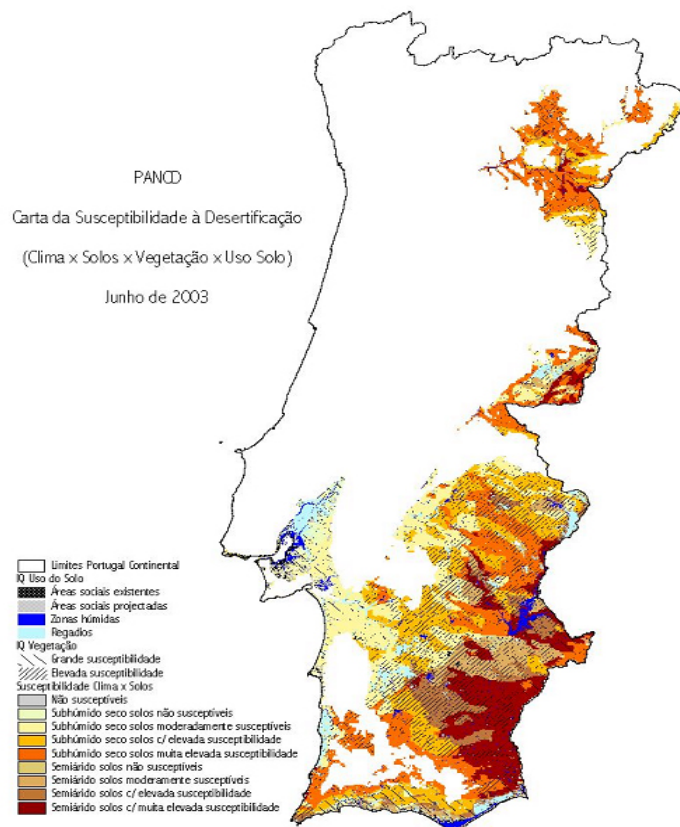 PANCD
Carta da Susceptibilidade à Desertificação
(Clima x Solos x Vegetação x Uso Solo)
Junho de 2003
Limites Portugal Continental
IQ Uso do Solo
Áreas sociais existentes
Áreas sociais projectadas
Zonas húmidas
Regadios
IQ Vegetação
Grande susceptibilidade
Elevada susceptibilidade
Susceptibilidade Clima x Solos
Não susceptíveis
Subhúmido seco solos não susceptíveis
Subhúmido seco solos moderadamente susceptíveis
Subhúmido seco solos c/ elevada susceptibilidade
Subhúmido seco solos muita elevada susceptibilidade
Semiárido solos não susceptíveis
Semiárido solos moderamente susceptíveis
Semiárido solos c/ elevada susceptibilidade
Semiárido solos c/ muita elevada susceptibilidade